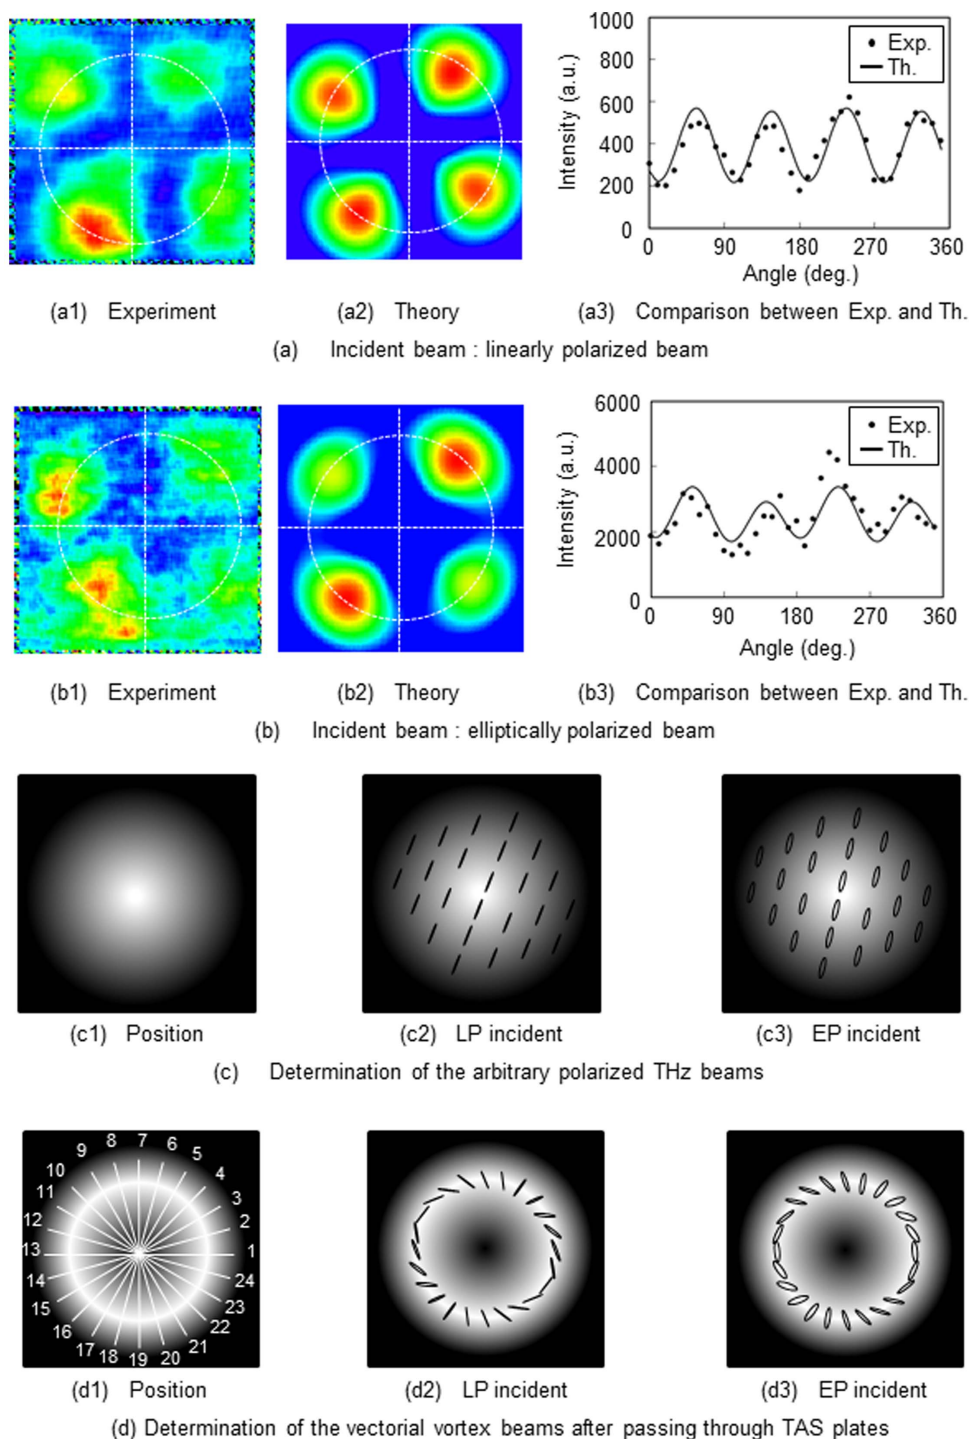 1000
800
600
400
200
0
Intensity (a.u.)
Exp.
Th.
0 90 180 270 360
Angle (deg.)
(a1) Experiment
(a2) Theory
(a3) Comparison between Exp. and Th.
(a) Incident beam : linearly polarized beam
6000
4000
2000
0
Intensity (a.u.)
Exp.
Th.
0 90 180 270 360
Angle (deg.)
(b1) Experiment
(b2) Theory
(b3) Comparison between Exp. and Th.
(b) Incident beam : elliptically polarized beam
(c1) Position
(c2) LP incident
(c3) EP incident
(c) Determination of the arbitrary polarized THz beams
1
2
3
4
5
6
7
8
9
10
11
12
13
14
15
16
17
18
19
20
21
22
23
24
(d1) Position
(d2) LP incident
(d3) EP incident
(d) Determination of the vectorial vortex beams after passing through TAS plates